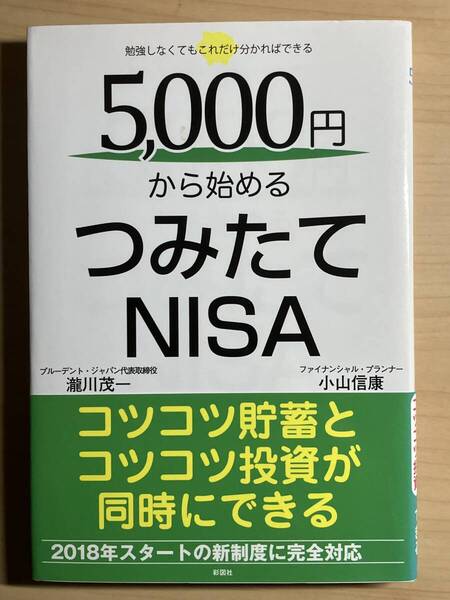 勉強しなくてもこれだけ分かればできる
5,000円
から始める
つみたて
NISA
プルーデント・ジャパン代表取締役
瀧川茂一
ファイナンシャル・プランナー
小山信康
コツコツ貯蓄と
コツコツ投資が
同時にできる
2018年スタートの新制度に完全対応
彩図社